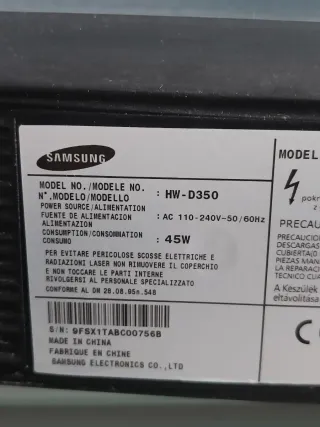 SAMSUNG
MODEL NO./MODELE NO.
N°,MODELO/MODELLO : HW-D350
POWER SOURCE/ALIMENTATION
FUENTE DE ALIMENTACION : AC 110-240V~50/60Hz
ALIMENTAZION
CONSUMPTION/CONSOMMATION
CONSUMO : 45W
PER EVITARE PERICOLOSE SCOSSE ELETTRICHE E
RADIAZIONI LASER NON RIMUOVERE IL COPERCHIO
E NON TOCCARE LE PARTI INTERNE
RIVOLGERSI AL PERSONALE SPECIALIZZATO
CONFORME AL DM 28.08.95n.548
S/N: 9F5X1TABC00756B
MADE IN CHINA
FABRIQUE EN CHINE
SAMSUNG ELECTRONICS CO.,LTD
MODEL
pokr
z s
PRECAU
PRECAUCION
DESCARGAS
CUBIERTA(O
PIEZAS MAN
LA REPARACI
TECNICO CUA
A Készülék
eltávolítása
CE